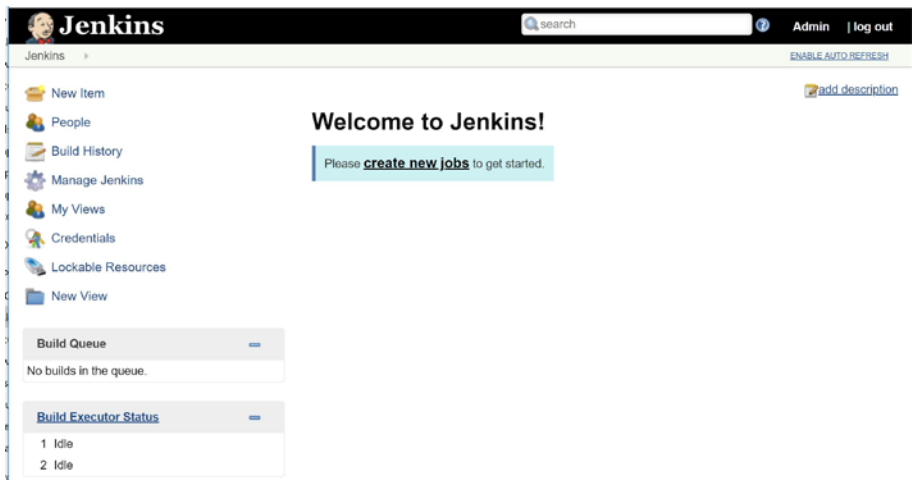 Jenkins
search
Admin | log out
Jenkins
ENABLE AUTO REFRESH
New Item
People
Build History
Manage Jenkins
My Views
Credentials
Lockable Resources
New View
add description
Welcome to Jenkins!
Please create new jobs to get started.
Build Queue
No builds in the queue.
Build Executor Status
1 Idle
2 Idle